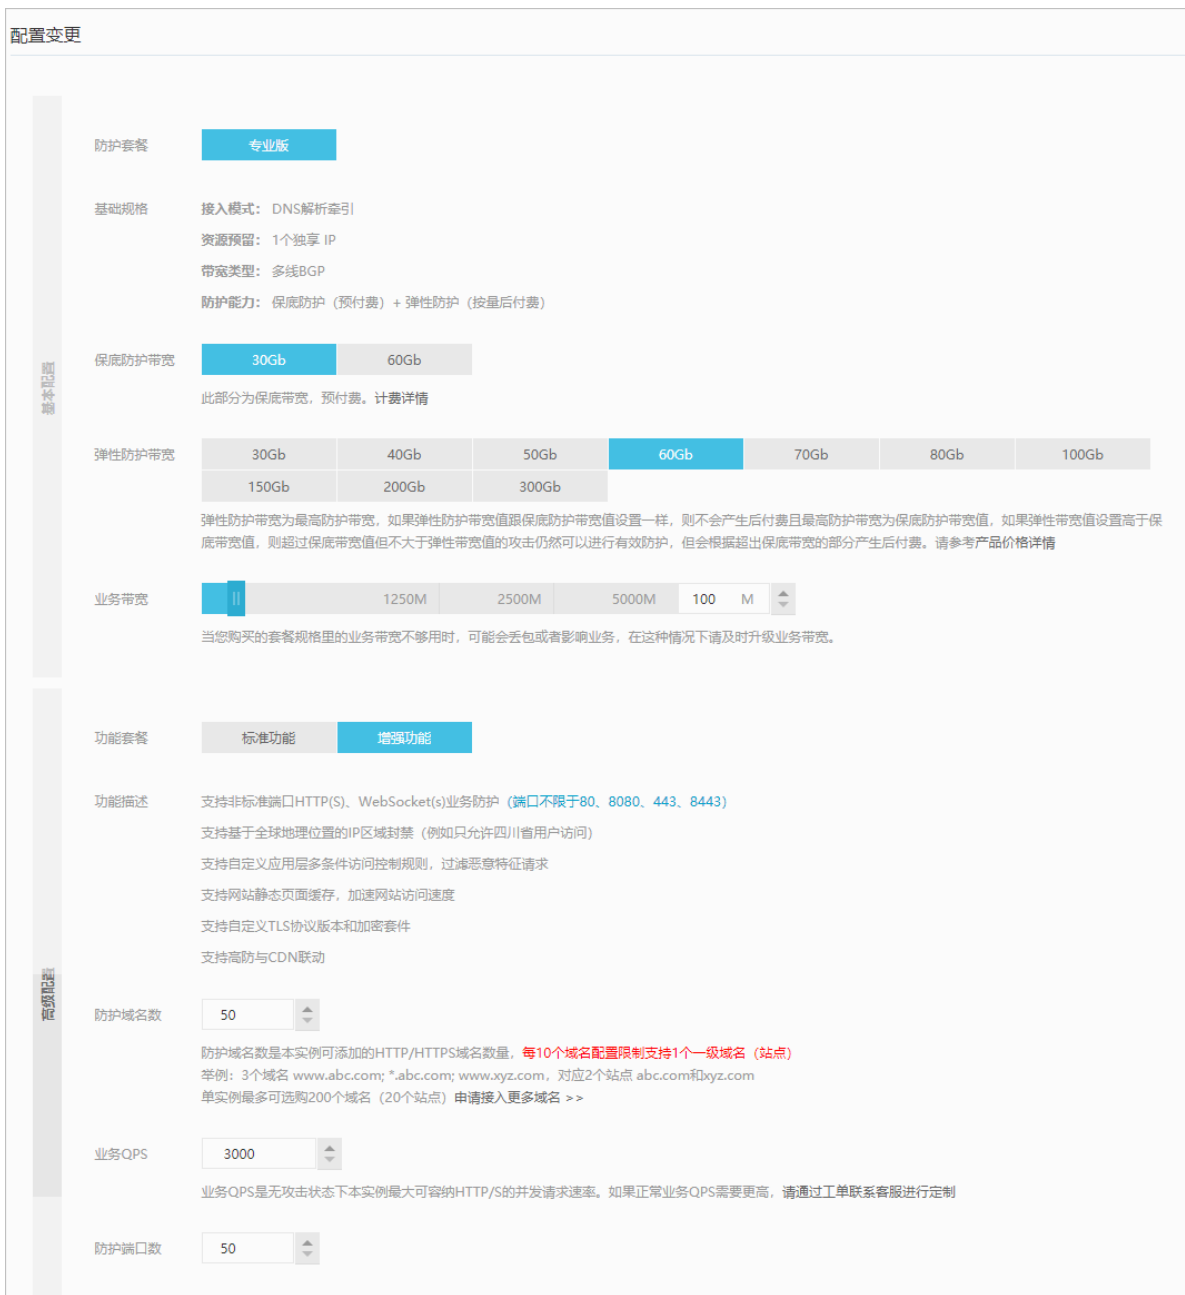 配置变更
基本配置
防护套餐 专业版
基础规格 接入模式： DNS解析牵引
资源预留： 1个独享 IP
带宽类型： 多线BGP
防护能力： 保底防护（预付费）+ 弹性防护（按量后付费）
保底防护带宽 30Gb 60Gb
此部分为保底带宽，预付费。计费详情
弹性防护带宽 30Gb 40Gb 50Gb 60Gb 70Gb 80Gb 100Gb
150Gb 200Gb 300Gb
弹性防护带宽为最高防护带宽，如果弹性防护带宽值跟保底防护带宽值设置一样，则不会产生后付费且最高防护带宽为保底防护带宽值，如果弹性带宽值设置高于保
底带宽值，则超过保底带宽值但不大于弹性带宽值的攻击仍然可以进行有效防护，但会根据超出保底带宽的部分产生后付费。请参考产品价格详情
业务带宽 1250M 2500M 5000M 100 M
当您购买的套餐规格里的业务带宽不够用时，可能会丢包或者影响业务，在这种情况下请及时升级业务带宽。
高级配置
功能套餐 标准功能 增强功能
功能描述 支持非标准端口HTTP(S)、WebSocket(s)业务防护（端口不限于80、8080、443、8443）
支持基于全球地理位置的IP区域封禁（例如只允许四川省用户访问）
支持自定义应用层多条件访问控制规则，过滤恶意特征请求
支持网站静态页面缓存，加速网站访问速度
支持自定义TLS协议版本和加密套件
支持高防与CDN联动
防护域名数 50
防护域名数是本实例可添加的HTTP/HTTPS域名数量，每10个域名配置限制支持1个一级域名（站点）
举例：3个域名 www.abc.com; *.abc.com; www.xyz.com，对应2个站点 abc.com和xyz.com
单实例最多可选购200个域名（20个站点）申请接入更多域名 >>
业务QPS 3000
业务QPS是无攻击状态下本实例最大可容纳HTTP/S的并发请求速率。如果正常业务QPS需要更高，请通过工单联系客服进行定制
防护端口数 50